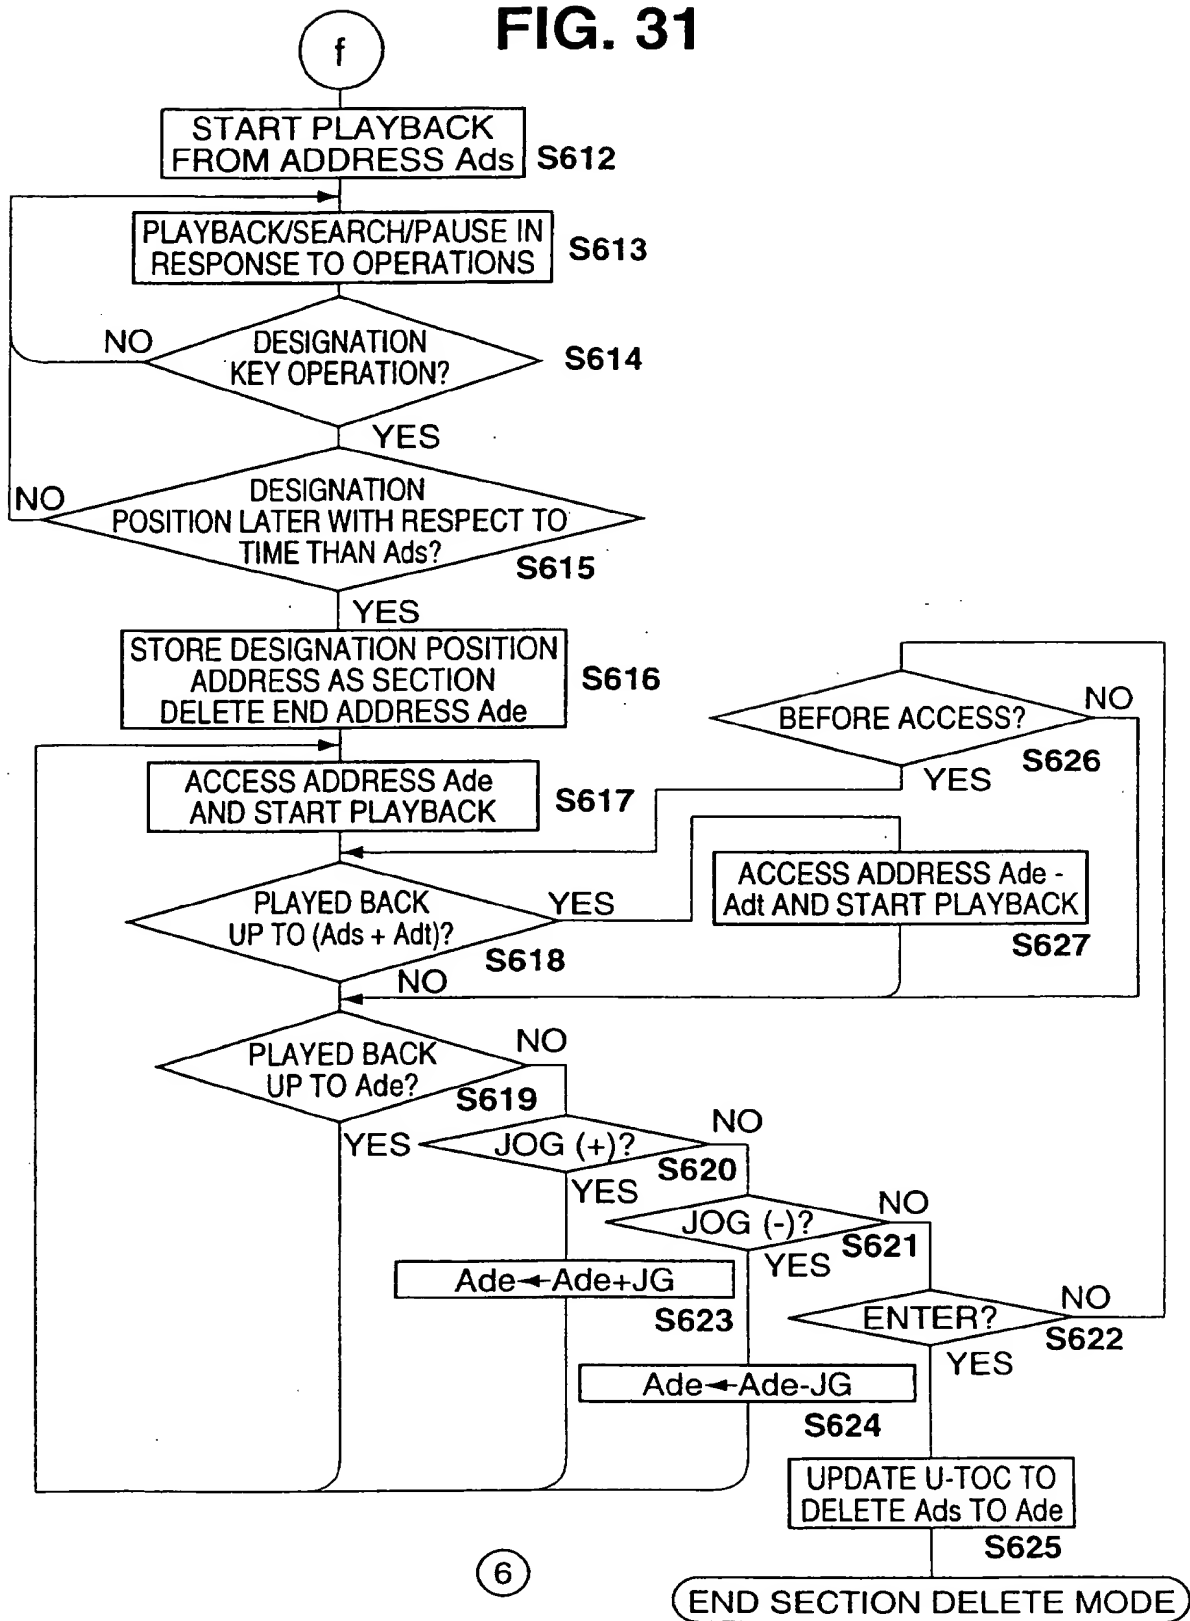 FIG. 31
f
START PLAYBACK
FROM ADDRESS Ads
S612
PLAYBACK/SEARCH/PAUSE IN
RESPONSE TO OPERATIONS
S613
NO
DESIGNATION
KEY OPERATION?
S614
YES
NO
DESIGNATION
POSITION LATER WITH RESPECT TO
TIME THAN Ads?
S615
YES
STORE DESIGNATION POSITION
ADDRESS AS SECTION
DELETE END ADDRESS Ade
S616
BEFORE ACCESS?
NO
S626
YES
ACCESS ADDRESS Ade
AND START PLAYBACK
S617
PLAYED BACK
UP TO (Ads + Adt)?
YES
S618
NO
ACCESS ADDRESS Ade -
Adt AND START PLAYBACK
S627
PLAYED BACK
UP TO Ade?
NO
S619
YES
JOG (+)?
NO
S620
YES
JOG (-)?
NO
S621
YES
Ade←Ade+JG
S623
ENTER?
NO
S622
YES
Ade←Ade-JG
S624
UPDATE U-TOC TO
DELETE Ads TO Ade
S625
6
END SECTION DELETE MODE